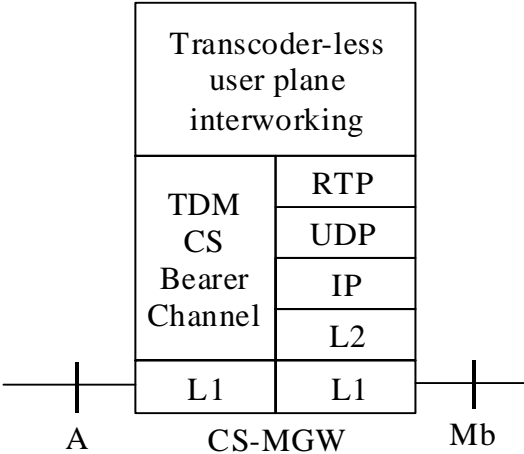 Transcoder-less
user plane
interworking
TDM
CS
Bearer
Channel
RTP
UDP
IP
L2
L1
L1
A
CS-MGW
Mb